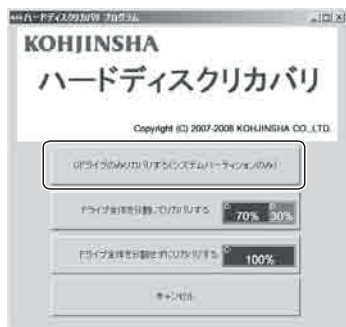 ハードディスクリカバリ プログラム
KOHJINSHA
ハードディスクリカバリ
Copyright (C) 2007-2008 KOHJINSHA CO.,LTD.
Cドライブのみリカバリする(システムパーティションのみ)
ドライブ全体を分割してリカバリする
C D
70% 30%
ドライブ全体を分割せずにリカバリする
C
100%
キャンセル